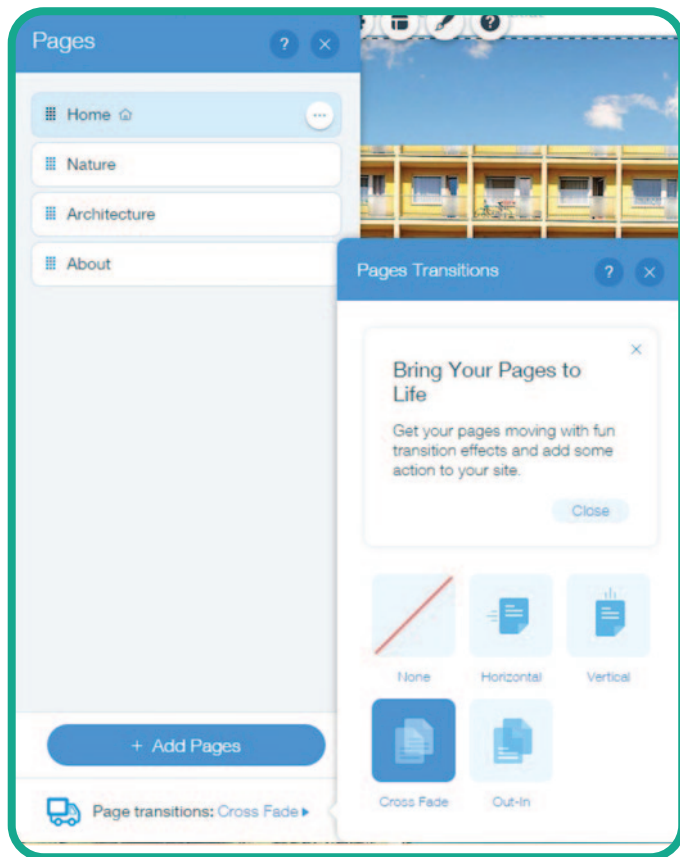 Pages
?
Home
Nature
Architecture
About
Pages Transitions
?
Bring Your Pages to
Life
Get your pages moving with fun
transition effects and add some
action to your site.
Close
None
Horizontal
Vertical
Cross Fade
Out-In
+ Add Pages
Page transitions: Cross Fade
?